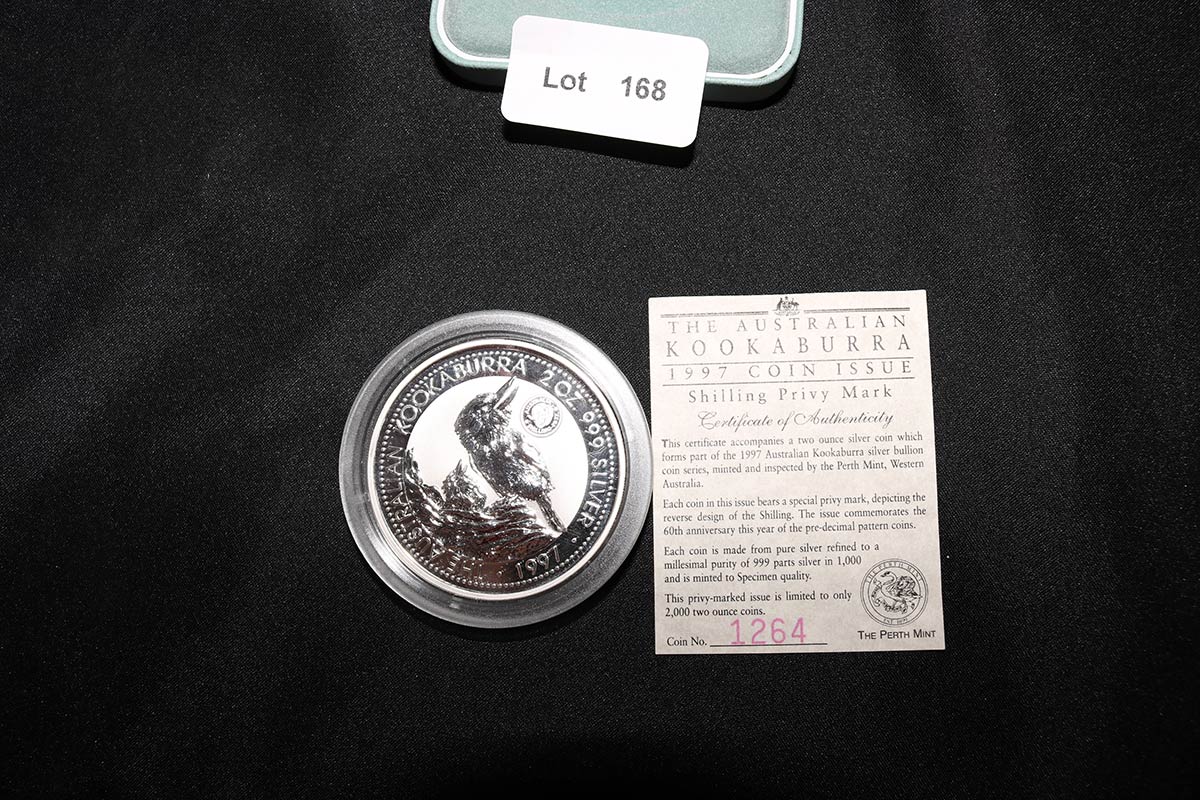 Lot 168
THE AUSTRALIAN KOOKABURRA 2 OZ 999 SILVER · 1997 ·
THE AUSTRALIAN
KOOKABURRA
1997 COIN ISSUE
Shilling Privy Mark
Certificate of Authenticity
This certificate accompanies a two ounce silver coin which
forms part of the 1997 Australian Kookaburra silver bullion
coin series, minted and inspected by the Perth Mint, Western
Australia.
Each coin in this issue bears a special privy mark, depicting the
reverse design of the Shilling. The issue commemorates the
60th anniversary this year of the pre-decimal pattern coins.
Each coin is made from pure silver refined to a
millesimal purity of 999 parts silver in 1,000
and is minted to Specimen quality.
This privy-marked issue is limited to only
2,000 two ounce coins.
THE PERTH MINT
Coin No. 1264
THE PERTH MINT